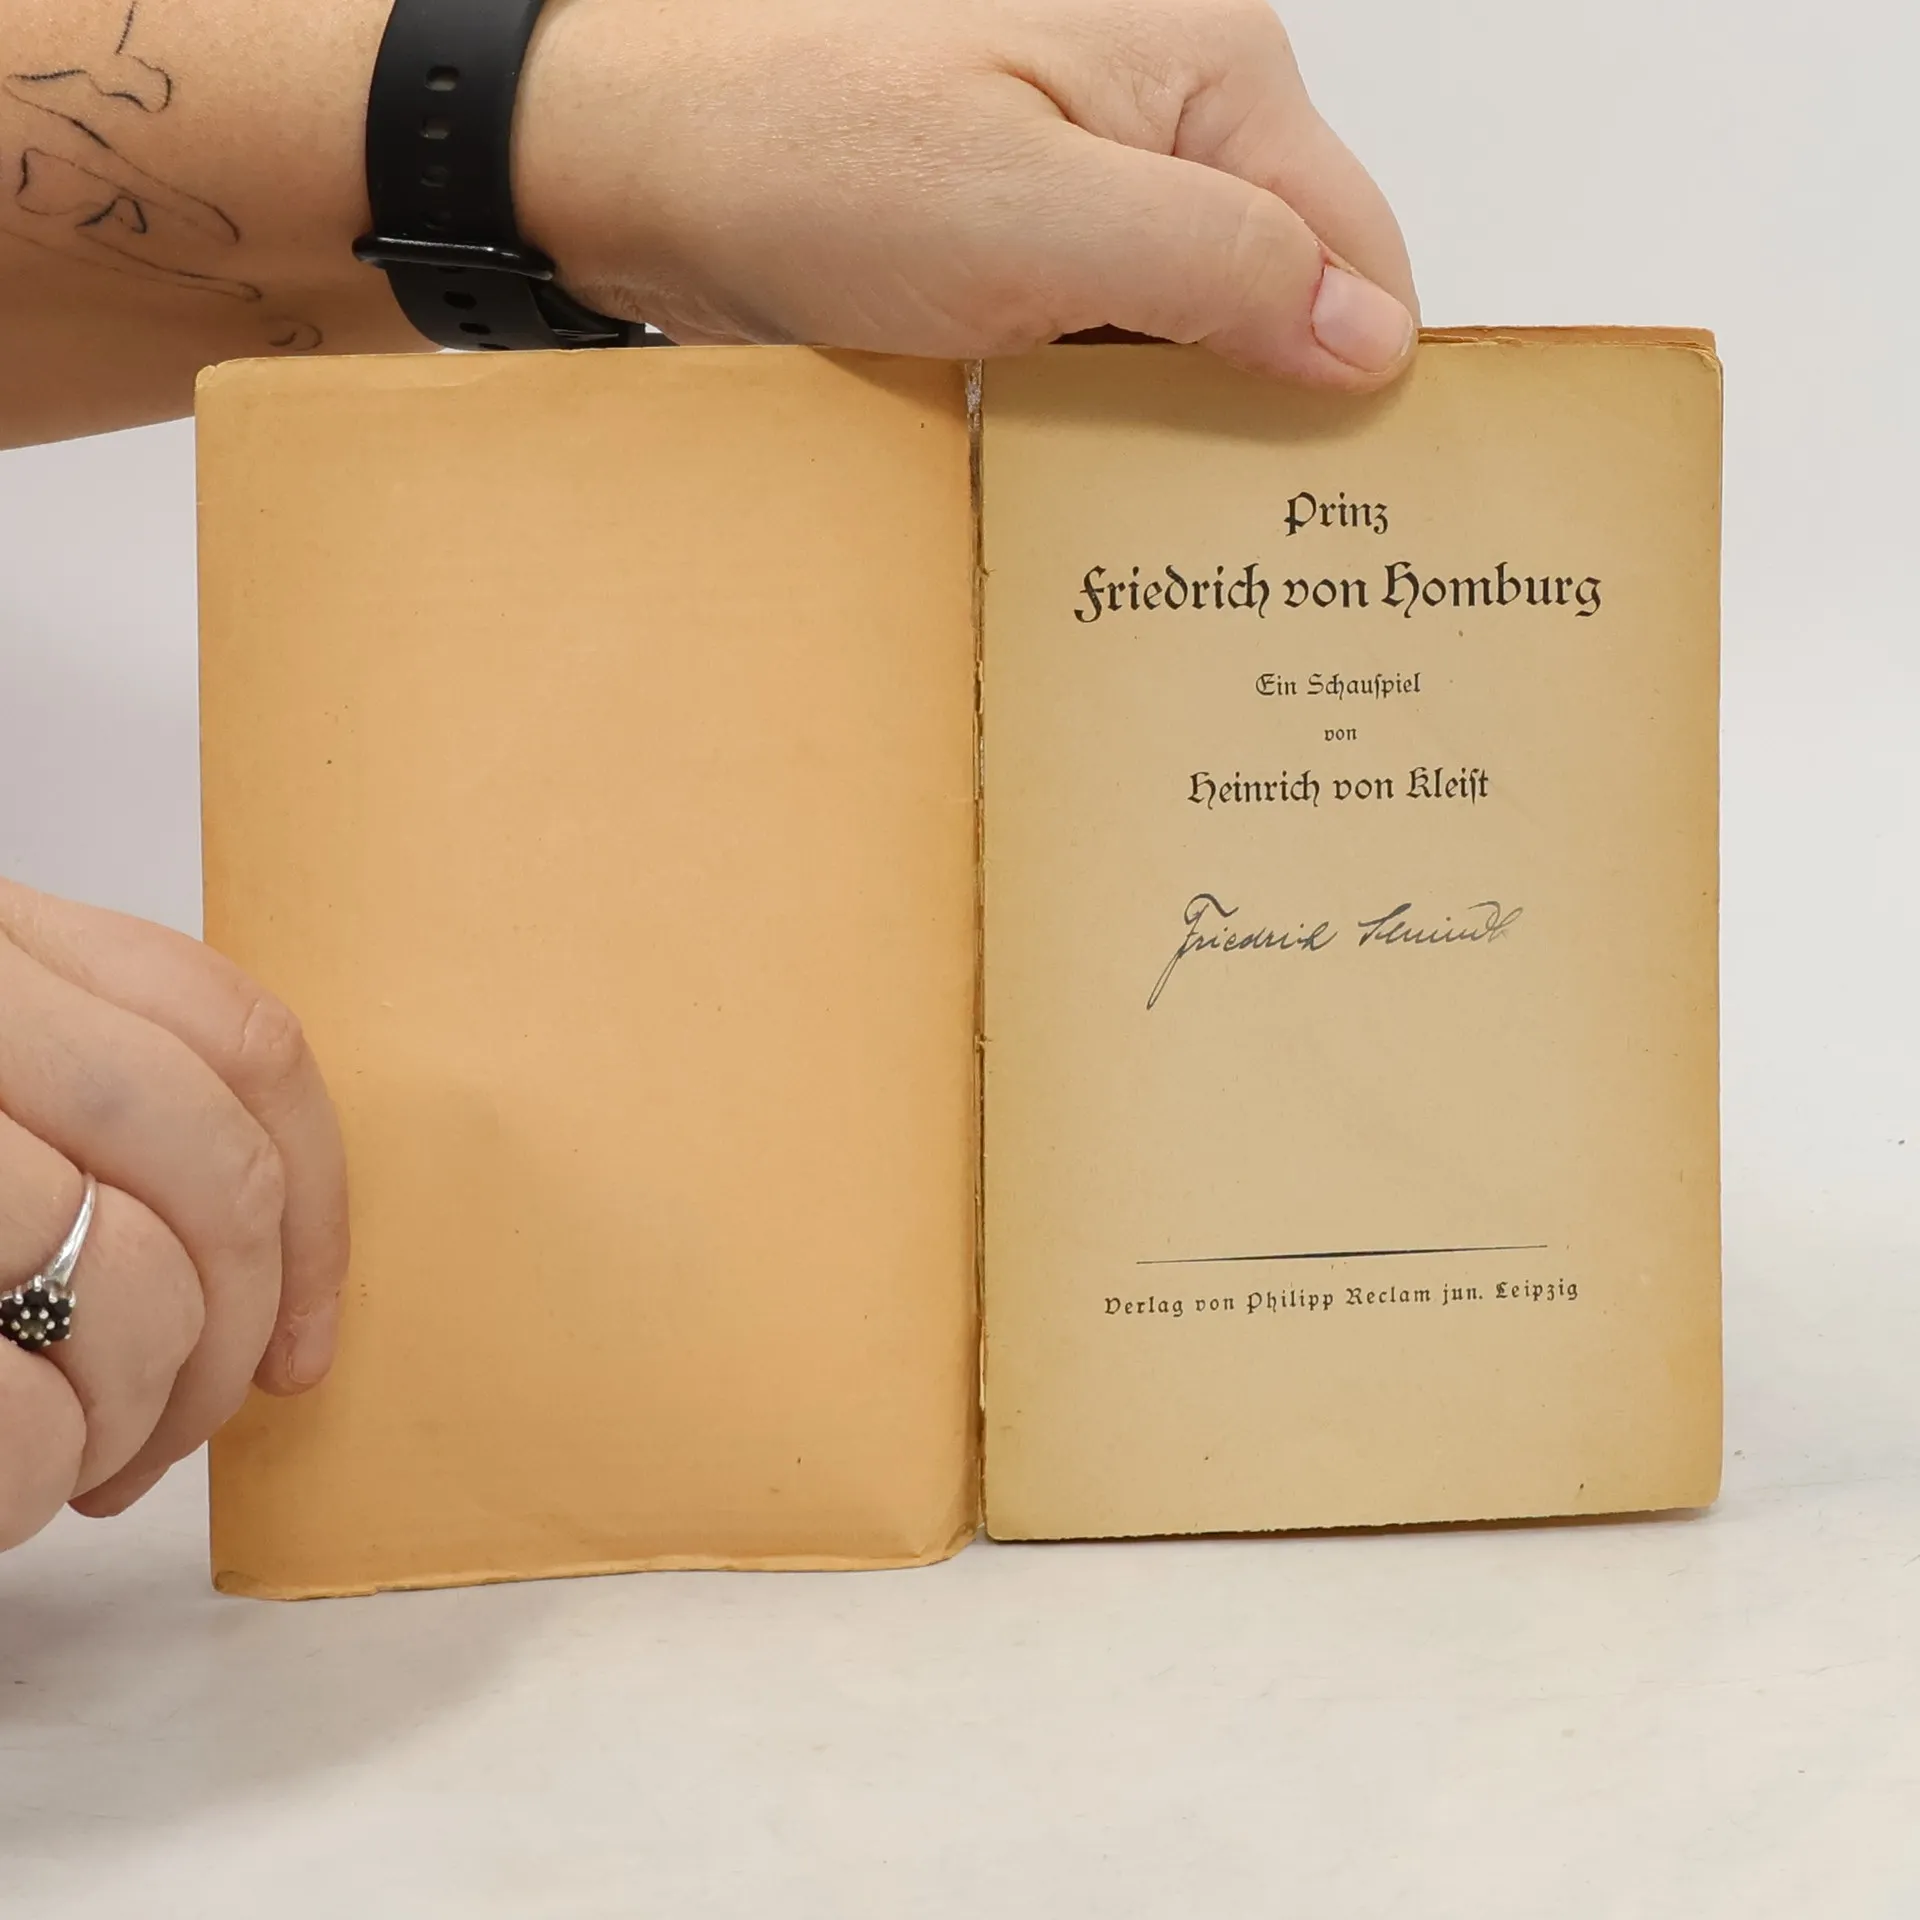 Prinz
Friedrich von Homburg
Ein Schauſpiel
von
Heinrich von Kleiſt
Friedrich Schmidt
Verlag von Philipp Reclam jun. Leipzig